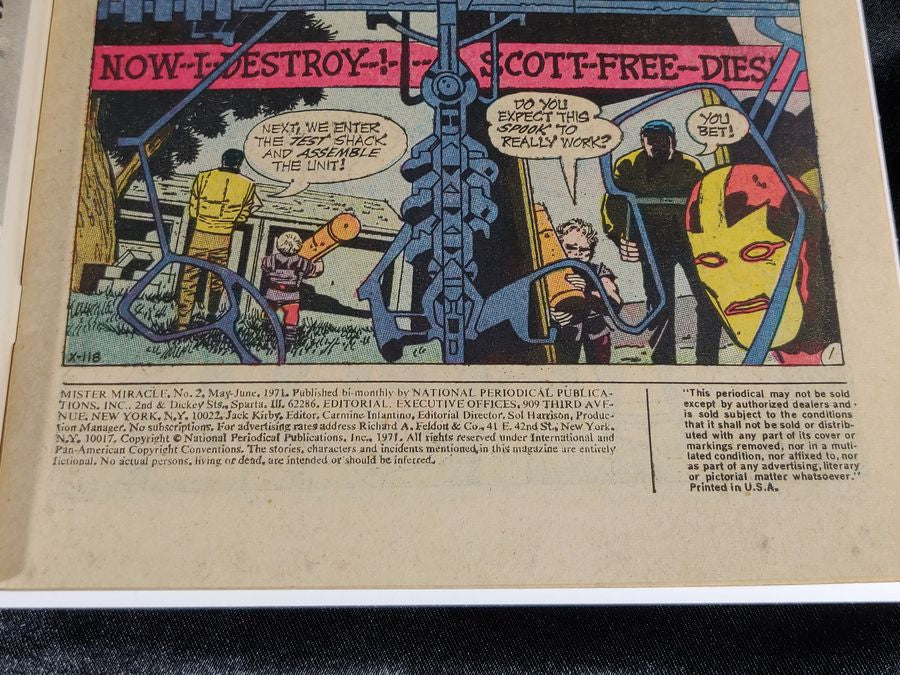 NOW--I--DESTROY--!--SCOTT--FREE--DIES!
NEXT, WE ENTER
THE TEST SHACK
AND ASSEMBLE
THE UNIT!
DO YOU
EXPECT THIS
SPOOK TO
REALLY WORK?
YOU
BET!
X-118
1
MISTER MIRACLE, No. 2, May-June, 1971. Published bi-monthly by NATIONAL PERIODICAL PUBLICA-
TIONS, INC., 2nd & Dickey Sts., Sparta, Ill. 62286. EDITORIAL, EXECUTIVE OFFICES, 909 THIRD AVE-
NUE, NEW YORK, N.Y. 10022. Jack Kirby, Editor. Carmine Infantino, Editorial Director. Sol Harrison, Produc-
tion Manager. No subscriptions. For advertising rates address Richard A. Feldon & Co., 41 E. 42nd St., New York,
N.Y. 10017. Copyright © National Periodical Publications, Inc., 1971. All rights reserved under International and
Pan-American Copyright Conventions. The stories, characters and incidents mentioned in this magazine are entirely
fictional. No actual persons, living or dead, are intended or should be inferred.
"This periodical may not be sold
except by authorized dealers and
is sold subject to the conditions
that it shall not be sold or distrib-
uted with any part of its cover or
markings removed, nor in a muti-
lated condition, nor affixed to, nor
as part of any advertising, literary
or pictorial matter whatsoever."
Printed in U.S.A.